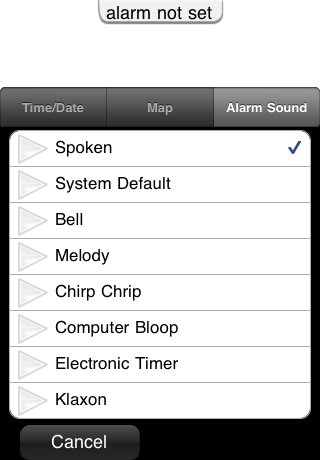 alarm not set
Time/Date Map Alarm Sound
Spoken
System Default
Bell
Melody
Chirp Chrip
Computer Bloop
Electronic Timer
Klaxon
Cancel